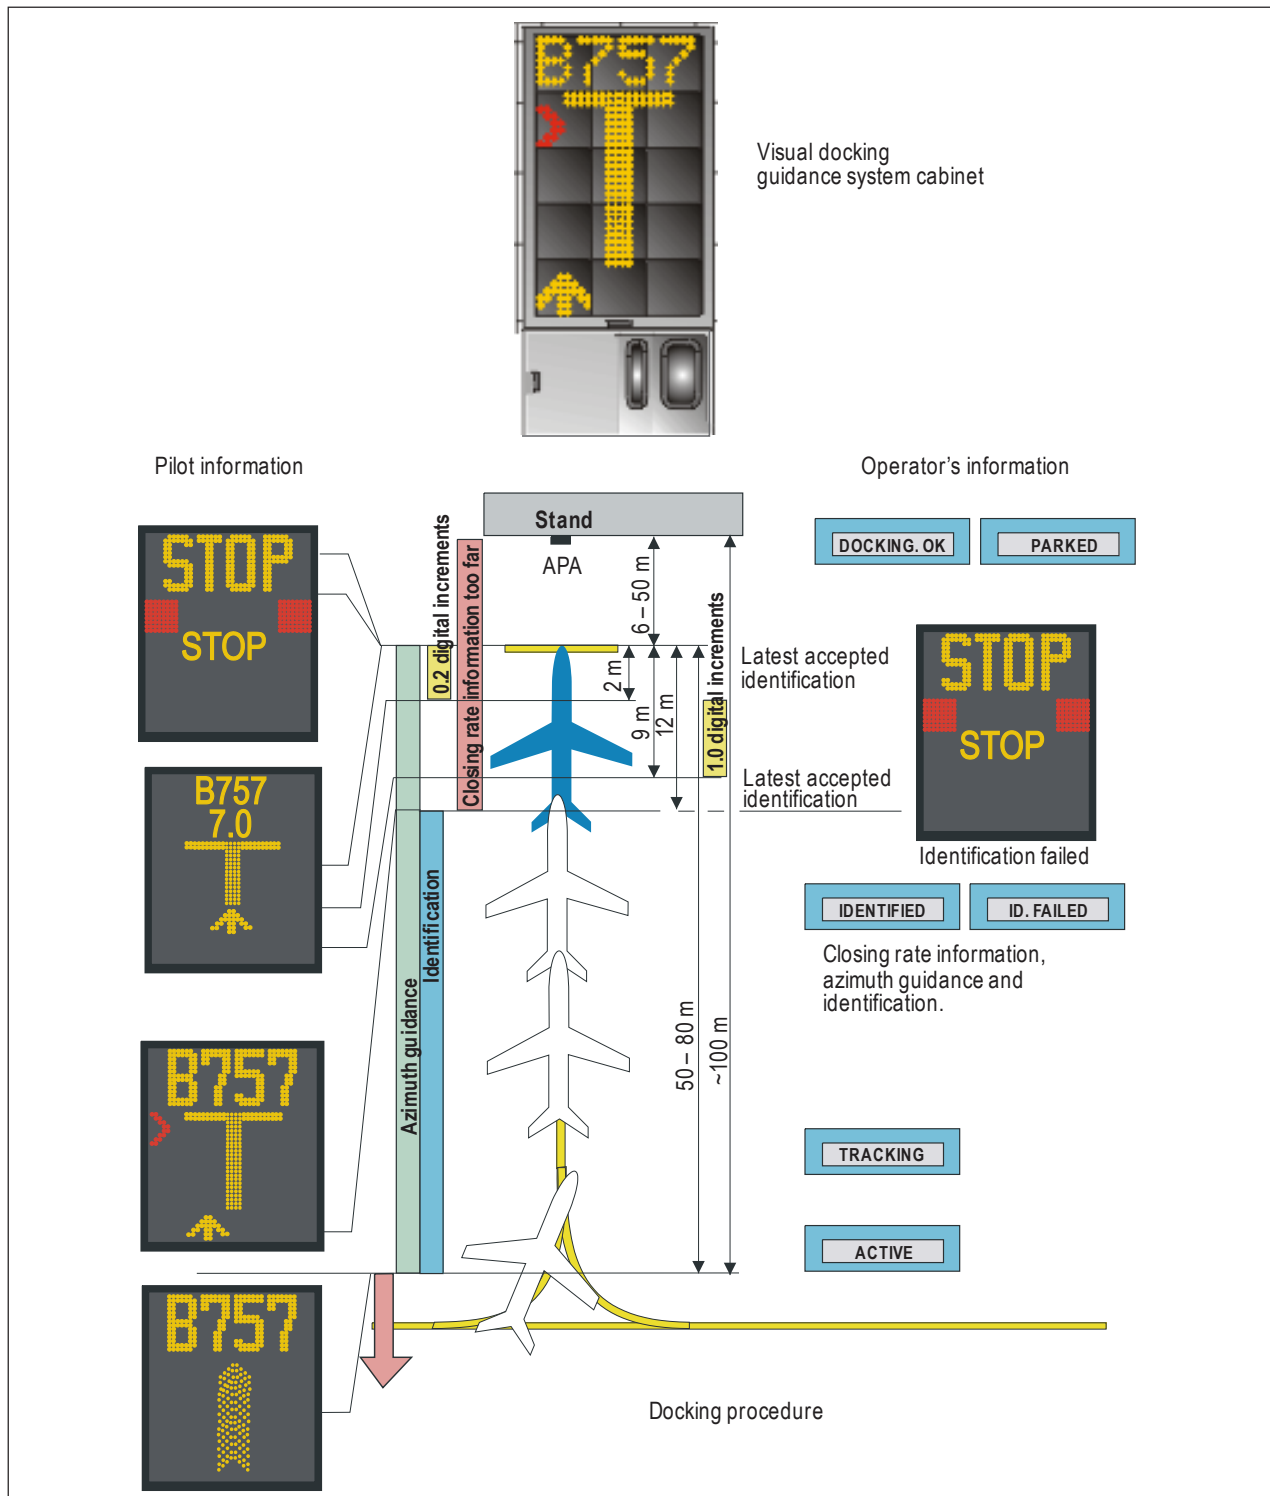 B757
Visual docking
guidance system cabinet
Pilot information
Operator's information
STOP
STOP
B757
7.0
B757
B757
0.2 digital increments
Closing rate information too far
Azimuth guidance
Identification
Stand
APA
6 – 50 m
2 m
9 m
12 m
1.0 digital increments
50 – 80 m
~100 m
Latest accepted
identification
Latest accepted
identification
DOCKING. OK
PARKED
STOP
STOP
Identification failed
IDENTIFIED
ID. FAILED
Closing rate information,
azimuth guidance and
identification.
TRACKING
ACTIVE
Docking procedure